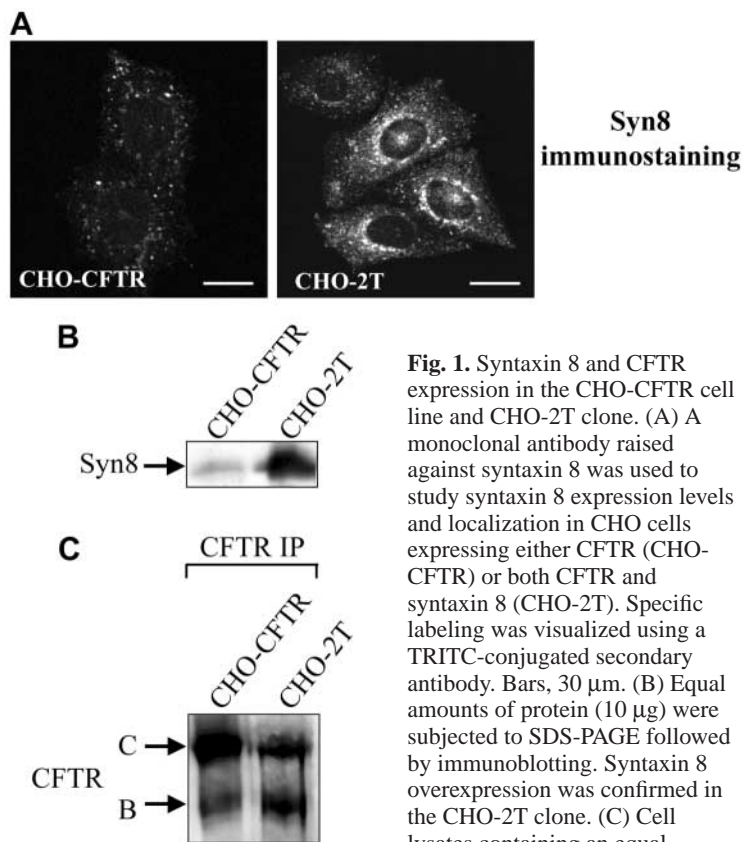 A
CHO-CFTR
CHO-2T
Syn8
immunostaining
B
CHO-CFTR
CHO-2T
Syn8
C
CFTR IP
CHO-CFTR
CHO-2T
C
CFTR
B
Fig. 1. Syntaxin 8 and CFTR
expression in the CHO-CFTR cell
line and CHO-2T clone. (A) A
monoclonal antibody raised
against syntaxin 8 was used to
study syntaxin 8 expression levels
and localization in CHO cells
expressing either CFTR (CHO-
CFTR) or both CFTR and
syntaxin 8 (CHO-2T). Specific
labeling was visualized using a
TRITC-conjugated secondary
antibody. Bars, 30 μm. (B) Equal
amounts of protein (10 μg) were
subjected to SDS-PAGE followed
by immunoblotting. Syntaxin 8
overexpression was confirmed in
the CHO-2T clone. (C) Cell
lysates containing an equal